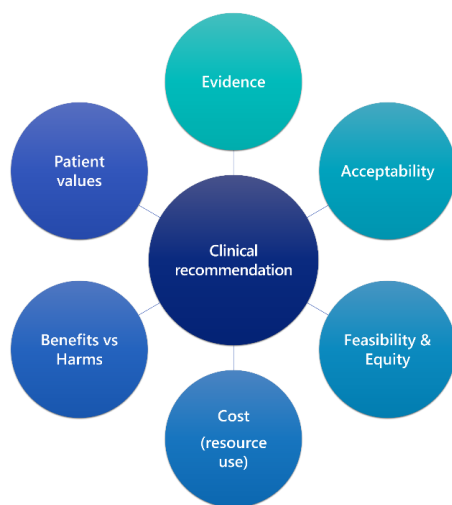 Evidence
Acceptability
Feasibility &
Equity
Cost
(resource
use)
Benefits vs
Harms
Patient
values
Clinical
recommendation